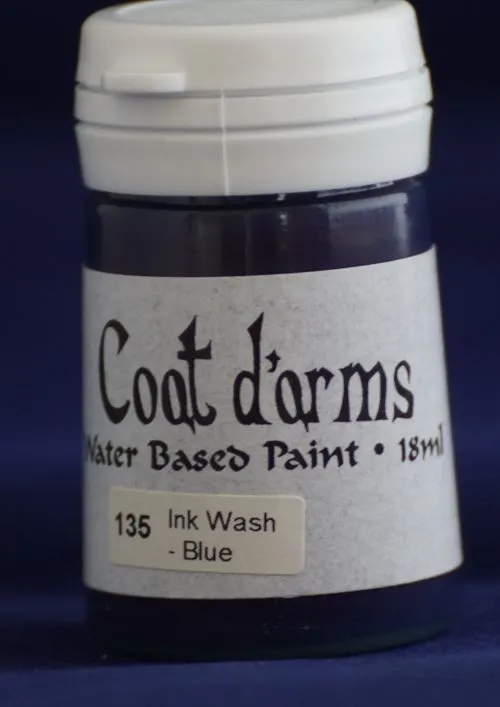 Coat d'arms
Water Based Paint • 18ml
135 Ink Wash
- Blue